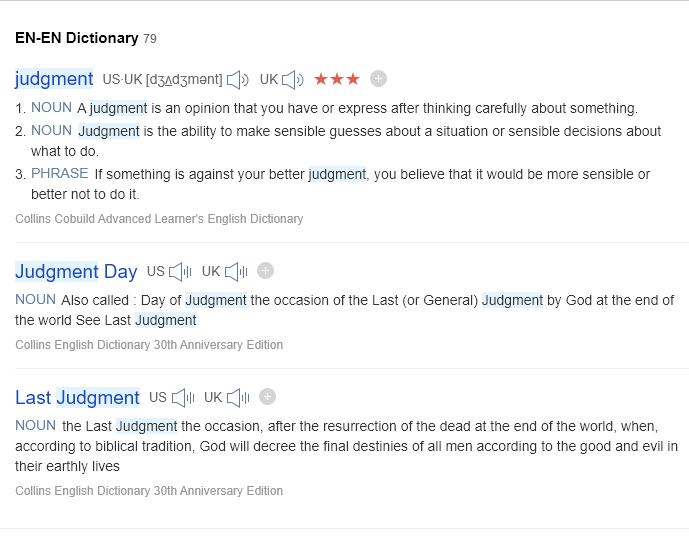 EN-EN Dictionary 79
judgment US·UK [dʒʌdʒmənt] UK ★★★ +
1. NOUN A judgment is an opinion that you have or express after thinking carefully about something.
2. NOUN Judgment is the ability to make sensible guesses about a situation or sensible decisions about
what to do.
3. PHRASE If something is against your better judgment, you believe that it would be more sensible or
better not to do it.
Collins Cobuild Advanced Learner's English Dictionary
Judgment Day US UK +
NOUN Also called : Day of Judgment the occasion of the Last (or General) Judgment by God at the end of
the world See Last Judgment
Collins English Dictionary 30th Anniversary Edition
Last Judgment US UK +
NOUN the Last Judgment the occasion, after the resurrection of the dead at the end of the world, when,
according to biblical tradition, God will decree the final destinies of all men according to the good and evil in
their earthly lives
Collins English Dictionary 30th Anniversary Edition